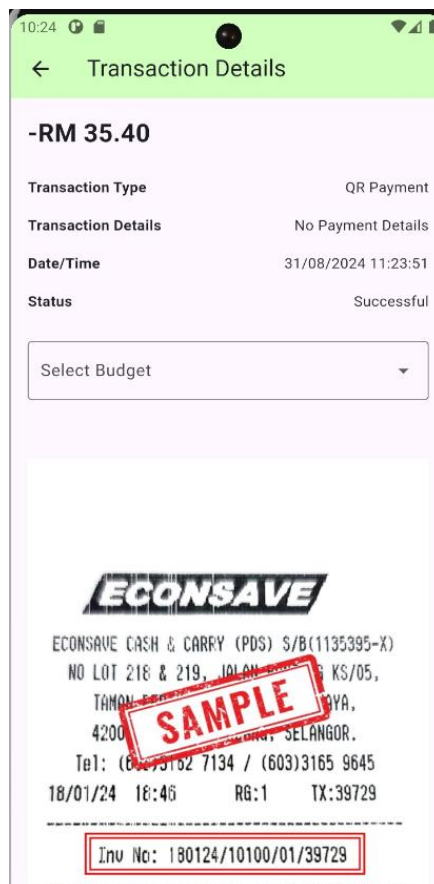 10:24
Transaction Details
-RM 35.40
Transaction Type QR Payment
Transaction Details No Payment Details
Date/Time 31/08/2024 11:23:51
Status Successful
Select Budget
ECONSAVE
ECONSAVE CASH & CARRY (PDS) S/B(1135395-X)
NO LOT 218 & 219, JALAN KS/05,
TAMAN
SAMPLE
SELANGOR.
Tel: 7134 / (603)3165 9645
18/01/24 18:46 RG:1 TX:39729
Inv No: 180124/10100/01/39729